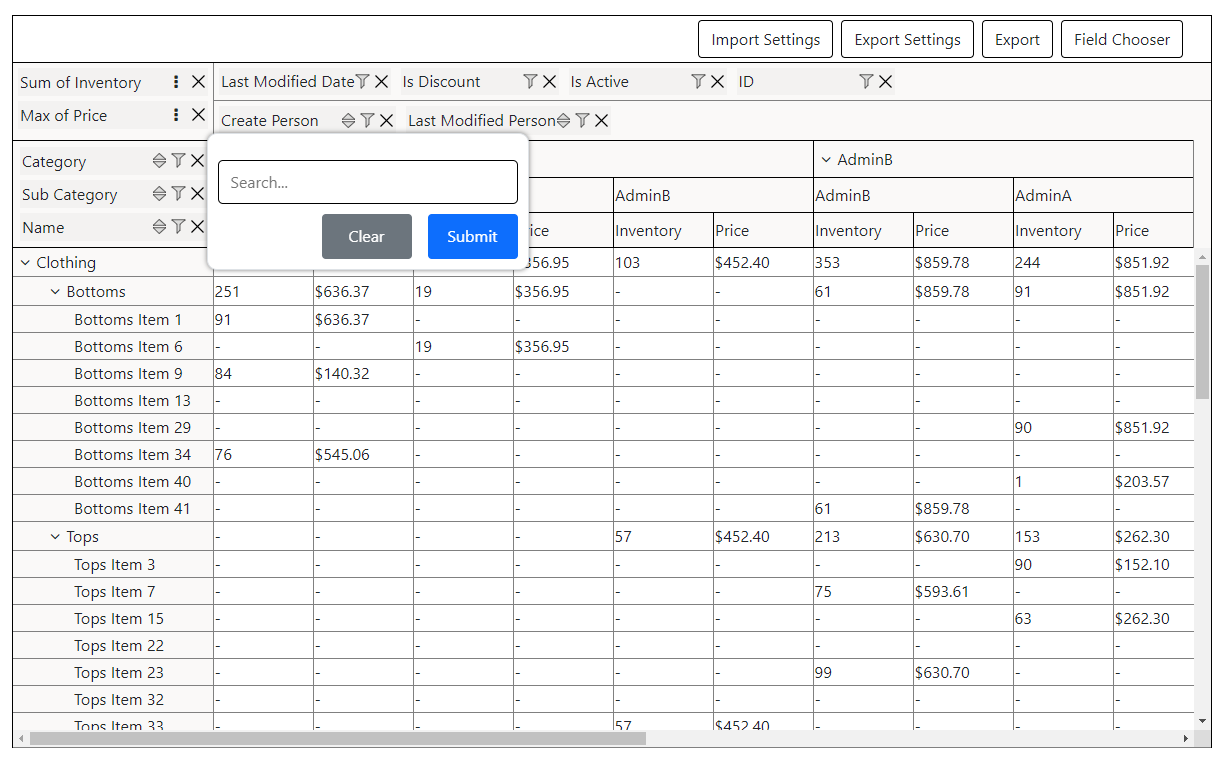 Import Settings Export Settings Export Field Chooser
Sum of Inventory Last Modified Date Is Discount Is Active ID
Max of Price
Create Person Last Modified Person
Category AdminB
Search...
Sub Category AdminB AdminB AdminA
Name Inventory Price Inventory Price Inventory Price
Clear Submit
Clothing 103 $452.40 353 $859.78 244 $851.92
Bottoms 251 $636.37 19 $356.95 - - 61 $859.78 91 $851.92
Bottoms Item 1 91 $636.37 - - - - - - - -
Bottoms Item 6 - - 19 $356.95 - - - - - -
Bottoms Item 9 84 $140.32 - - - - - - - -
Bottoms Item 13 - - - - - - - - - -
Bottoms Item 29 - - - - - - - - 90 $851.92
Bottoms Item 34 76 $545.06 - - - - - - - -
Bottoms Item 40 - - - - - - - - 1 $203.57
Bottoms Item 41 - - - - - - 61 $859.78 - -
Tops - - - - 57 $452.40 213 $630.70 153 $262.30
Tops Item 3 - - - - - - - - 90 $152.10
Tops Item 7 - - - - - - 75 $593.61 - -
Tops Item 15 - - - - - - - - 63 $262.30
Tops Item 22 - - - - - - - - - -
Tops Item 23 - - - - - - 99 $630.70 - -
Tops Item 32 - - - - - - - - - -
Tops Item 33 - - - - 57 $452.40 - - - -